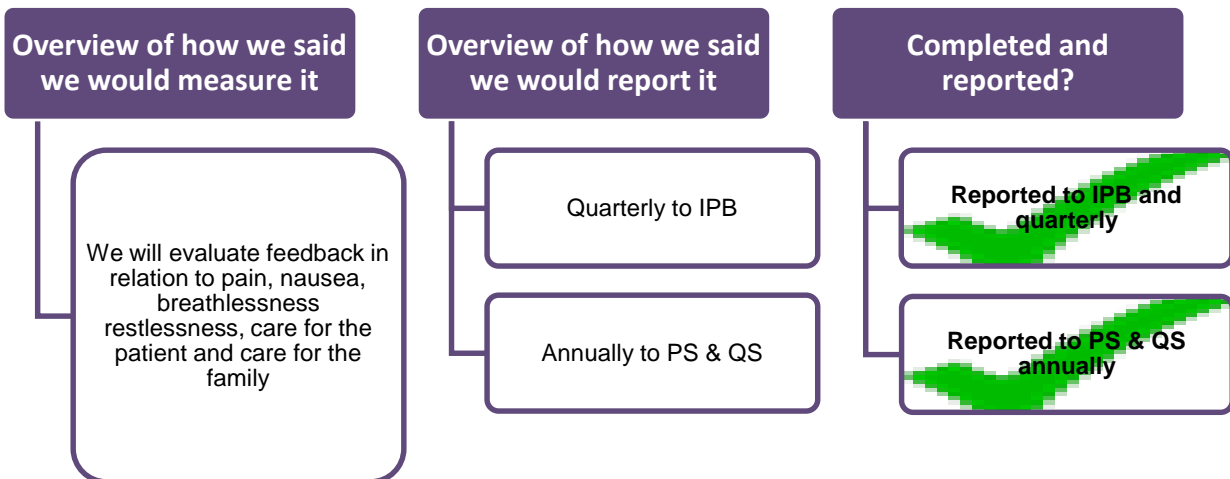 Overview of how we said
we would measure it
We will evaluate feedback in
relation to pain, nausea,
breathlessness
restlessness, care for the
patient and care for the
family
Overview of how we said
we would report it
Quarterly to IPB
Annually to PS & QS
Completed and
reported?
Reported to IPB and
quarterly
Reported to PS & QS
annually